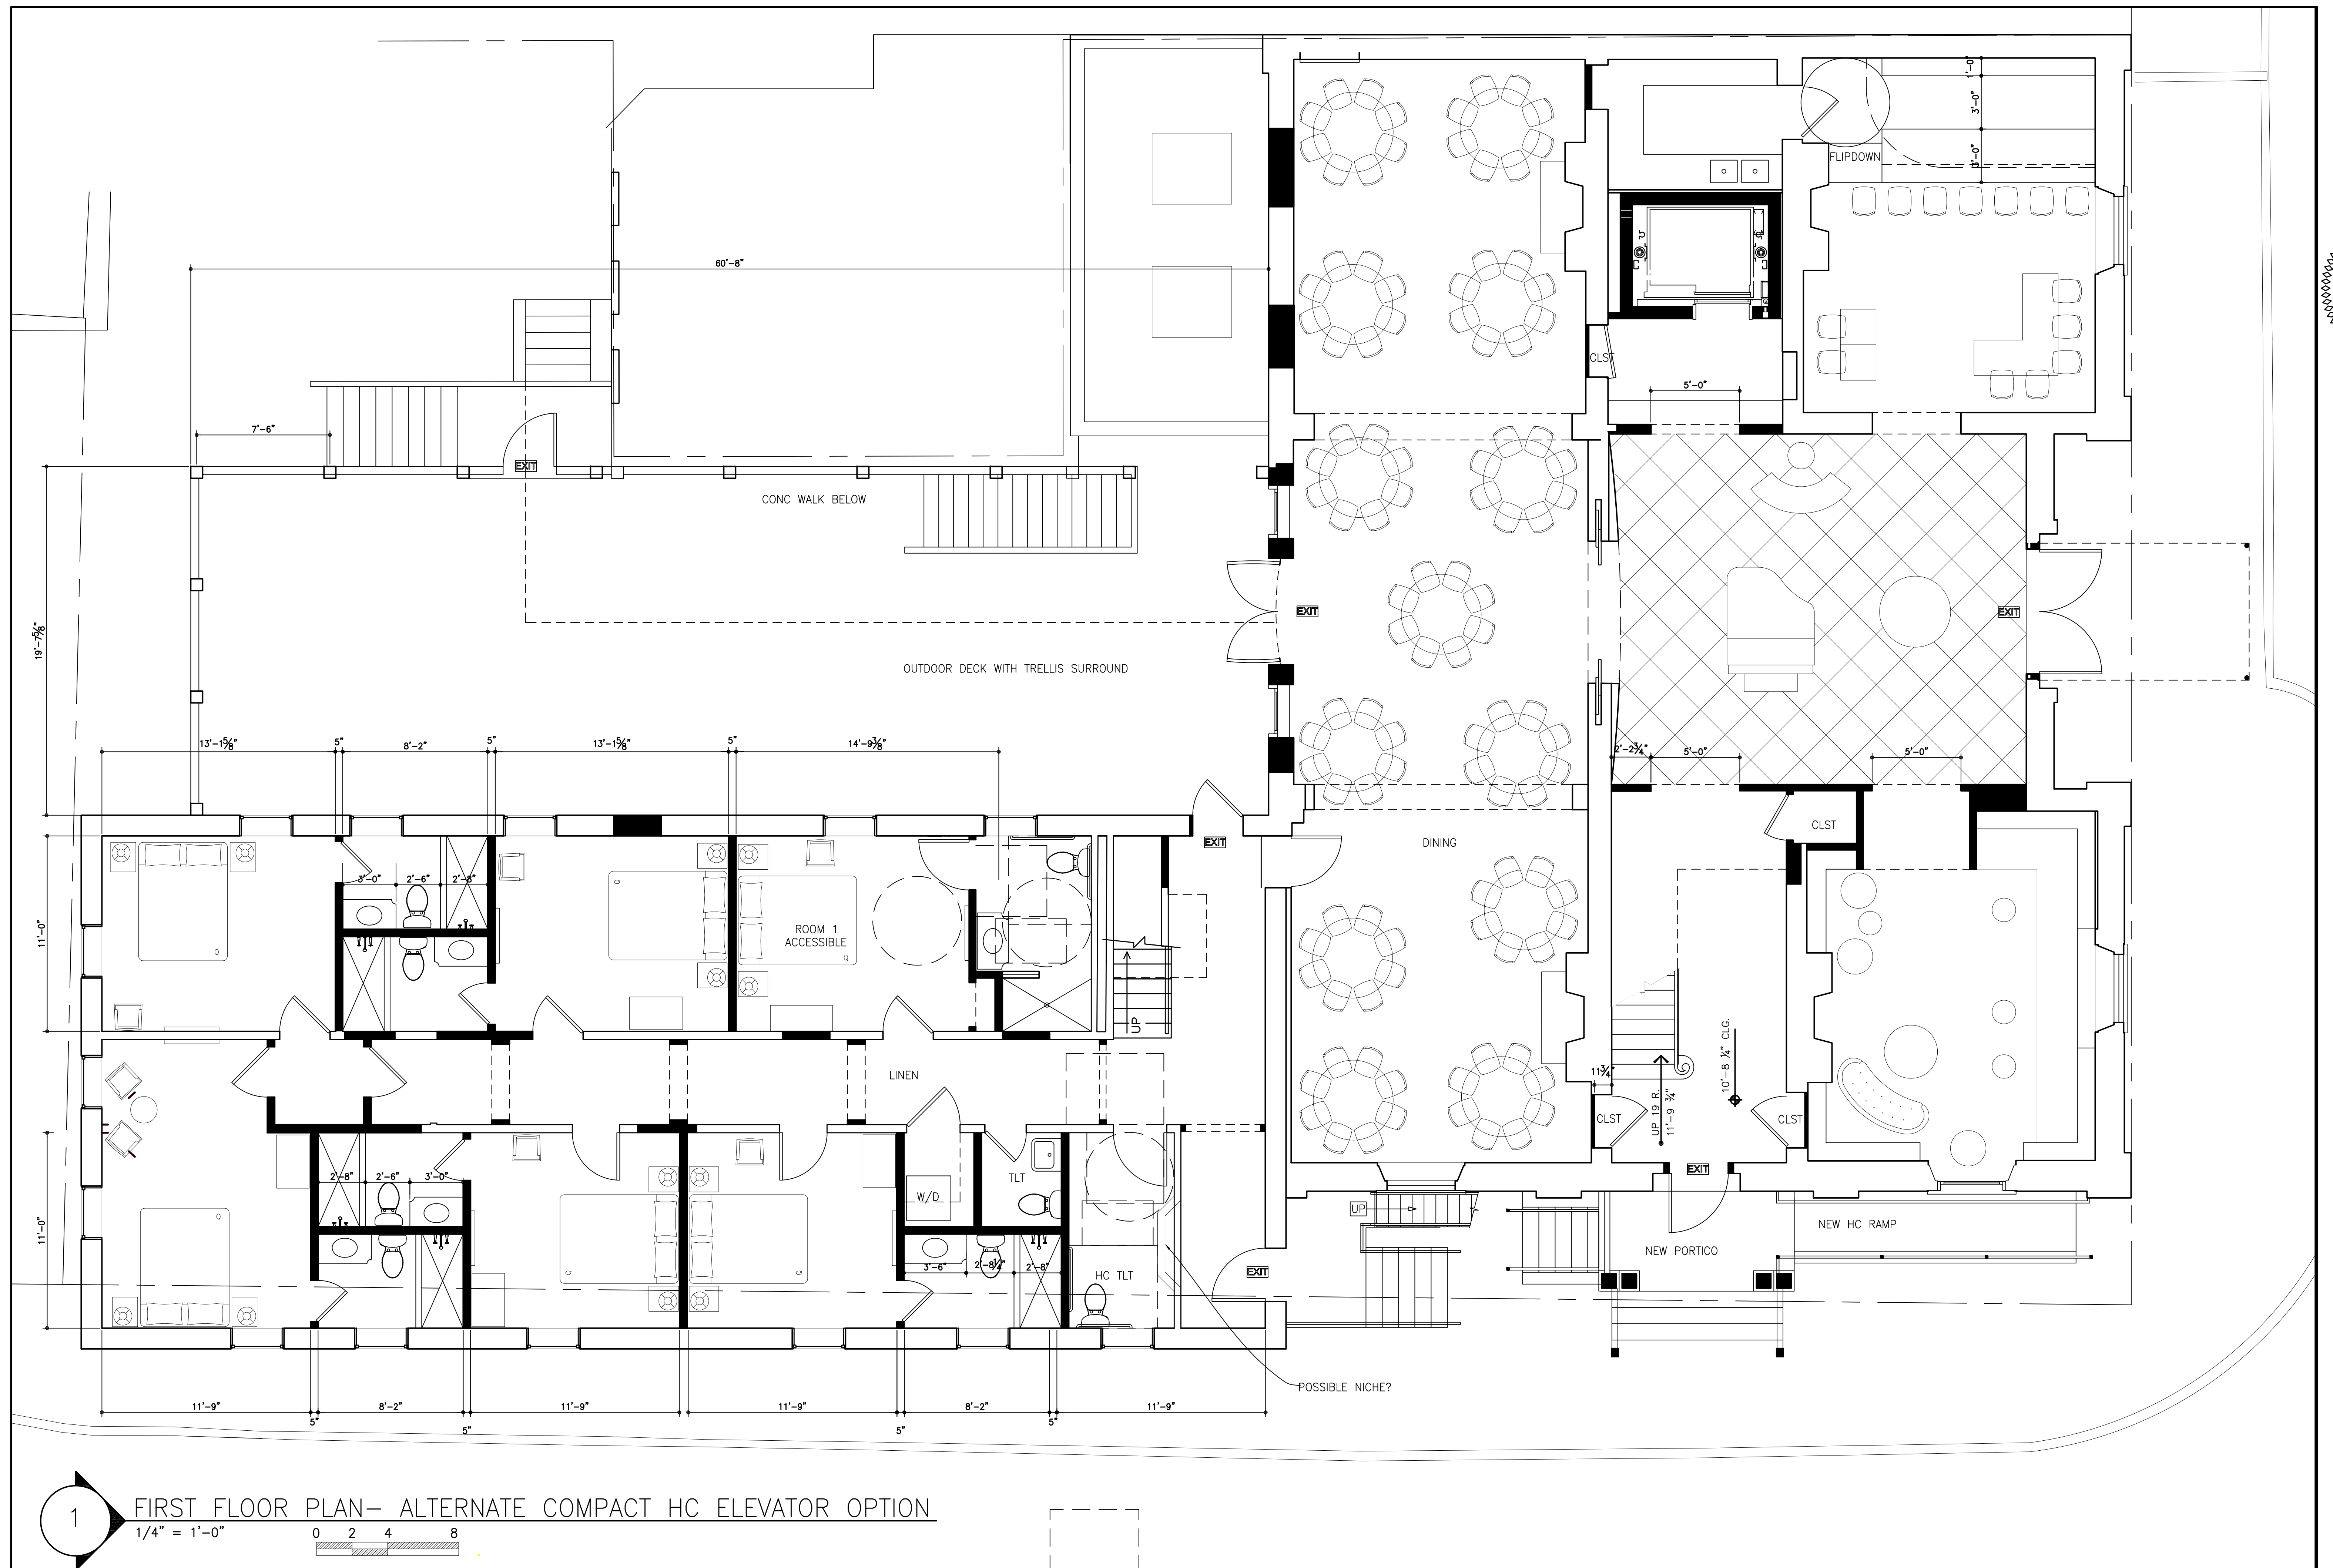 1'-0"
3'-0"
FLIPDOWN
3'-0"
60'-8"
CLST
5'-0"
7'-6"
EXIT
CONC WALK BELOW
19'-7⅝"
EXIT
EXIT
OUTDOOR DECK WITH TRELLIS SURROUND
13'-1⅝"
5"
8'-2"
5"
13'-1⅝"
5"
14'-9⅜"
2'-2¾"
5'-0"
5'-0"
EXIT
DINING
CLST
11'-0"
3'-0"
2'-6"
2'-8"
ROOM 1
ACCESSIBLE
UP
LINEN
11¾"
10'-8 ¼" CLG.
UP 19 R.
11'-9 ¾"
CLST
CLST
EXIT
11'-0"
2'-8"
2'-6"
3'-0"
W/D
TLT
UP
NEW HC RAMP
NEW PORTICO
3'-6"
2'-8¼"
2'-8"
HC TLT
EXIT
POSSIBLE NICHE?
11'-9"
5"
8'-2"
5"
11'-9"
11'-9"
5"
8'-2"
5"
11'-9"
1
FIRST FLOOR PLAN- ALTERNATE COMPACT HC ELEVATOR OPTION
1/4" = 1'-0"
0 2 4 8